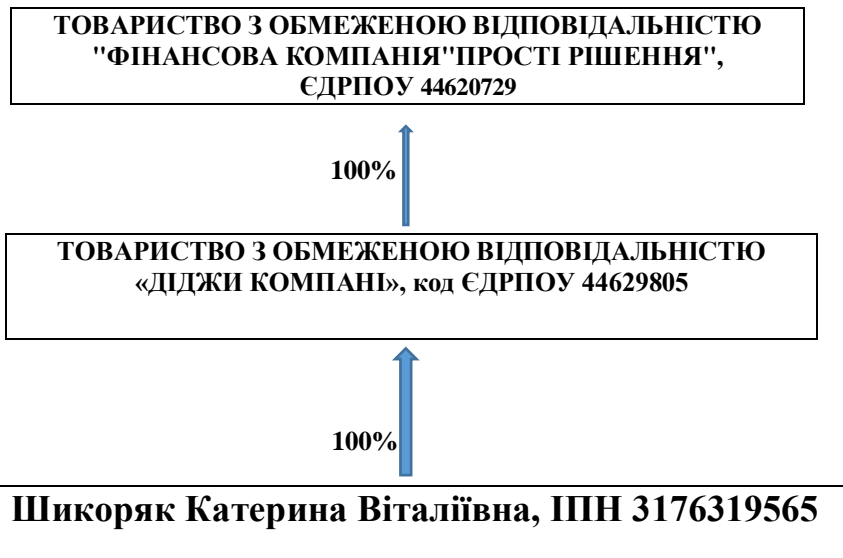 ТОВАРИСТВО З ОБМЕЖЕНОЮ ВІДПОВІДАЛЬНІСТЮ
"ФІНАНСОВА КОМПАНІЯ"ПРОСТІ РІШЕННЯ",
ЄДРПОУ 44620729
100%
ТОВАРИСТВО З ОБМЕЖЕНОЮ ВІДПОВІДАЛЬНІСТЮ
«ДІДЖИ КОМПАНІ», код ЄДРПОУ 44629805
100%
Шикоряк Катерина Віталіївна, ІПН 3176319565